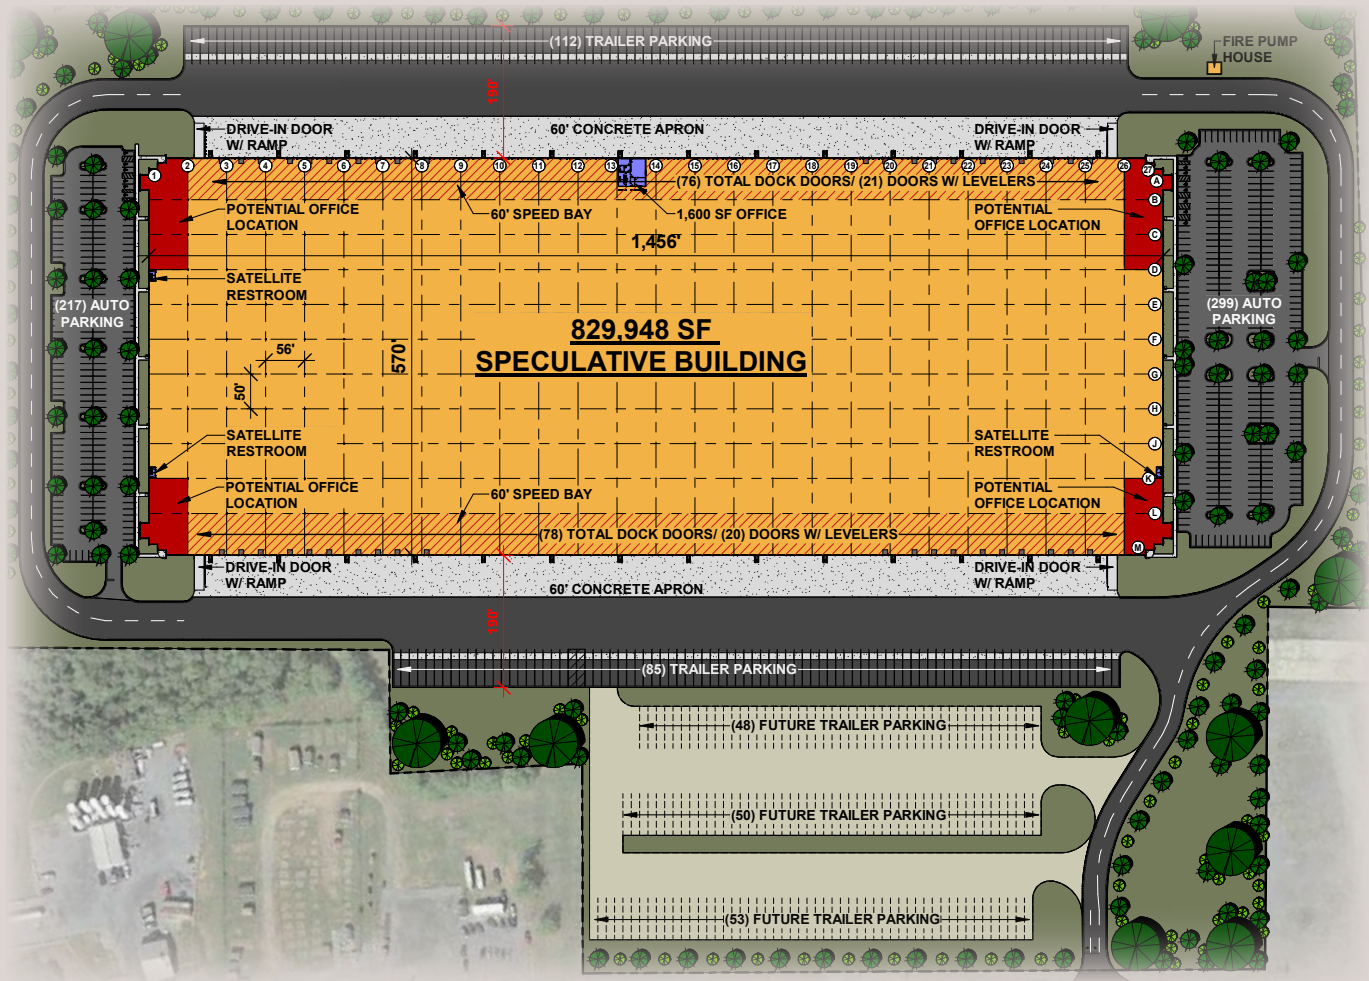 (112) TRAILER PARKING
FIRE PUMP
HOUSE
190'
DRIVE-IN DOOR
W/ RAMP
60' CONCRETE APRON
DRIVE-IN DOOR
W/ RAMP
1
2
3
4
5
6
7
8
9
10
11
12
13
14
15
16
17
18
19
20
21
22
23
24
25
26
27
(76) TOTAL DOCK DOORS/ (21) DOORS W/ LEVELERS
A
B
C
D
E
F
G
H
J
K
L
M
POTENTIAL OFFICE
LOCATION
60' SPEED BAY
1,600 SF OFFICE
POTENTIAL
OFFICE LOCATION
1,456'
SATELLITE
RESTROOM
(217) AUTO
PARKING
(299) AUTO
PARKING
829,948 SF
SPECULATIVE BUILDING
56'
50'
570'
SATELLITE
RESTROOM
SATELLITE
RESTROOM
POTENTIAL OFFICE
LOCATION
60' SPEED BAY
POTENTIAL
OFFICE LOCATION
(78) TOTAL DOCK DOORS/ (20) DOORS W/ LEVELERS
DRIVE-IN DOOR
W/ RAMP
60' CONCRETE APRON
DRIVE-IN DOOR
W/ RAMP
190'
(85) TRAILER PARKING
(48) FUTURE TRAILER PARKING
(50) FUTURE TRAILER PARKING
(53) FUTURE TRAILER PARKING